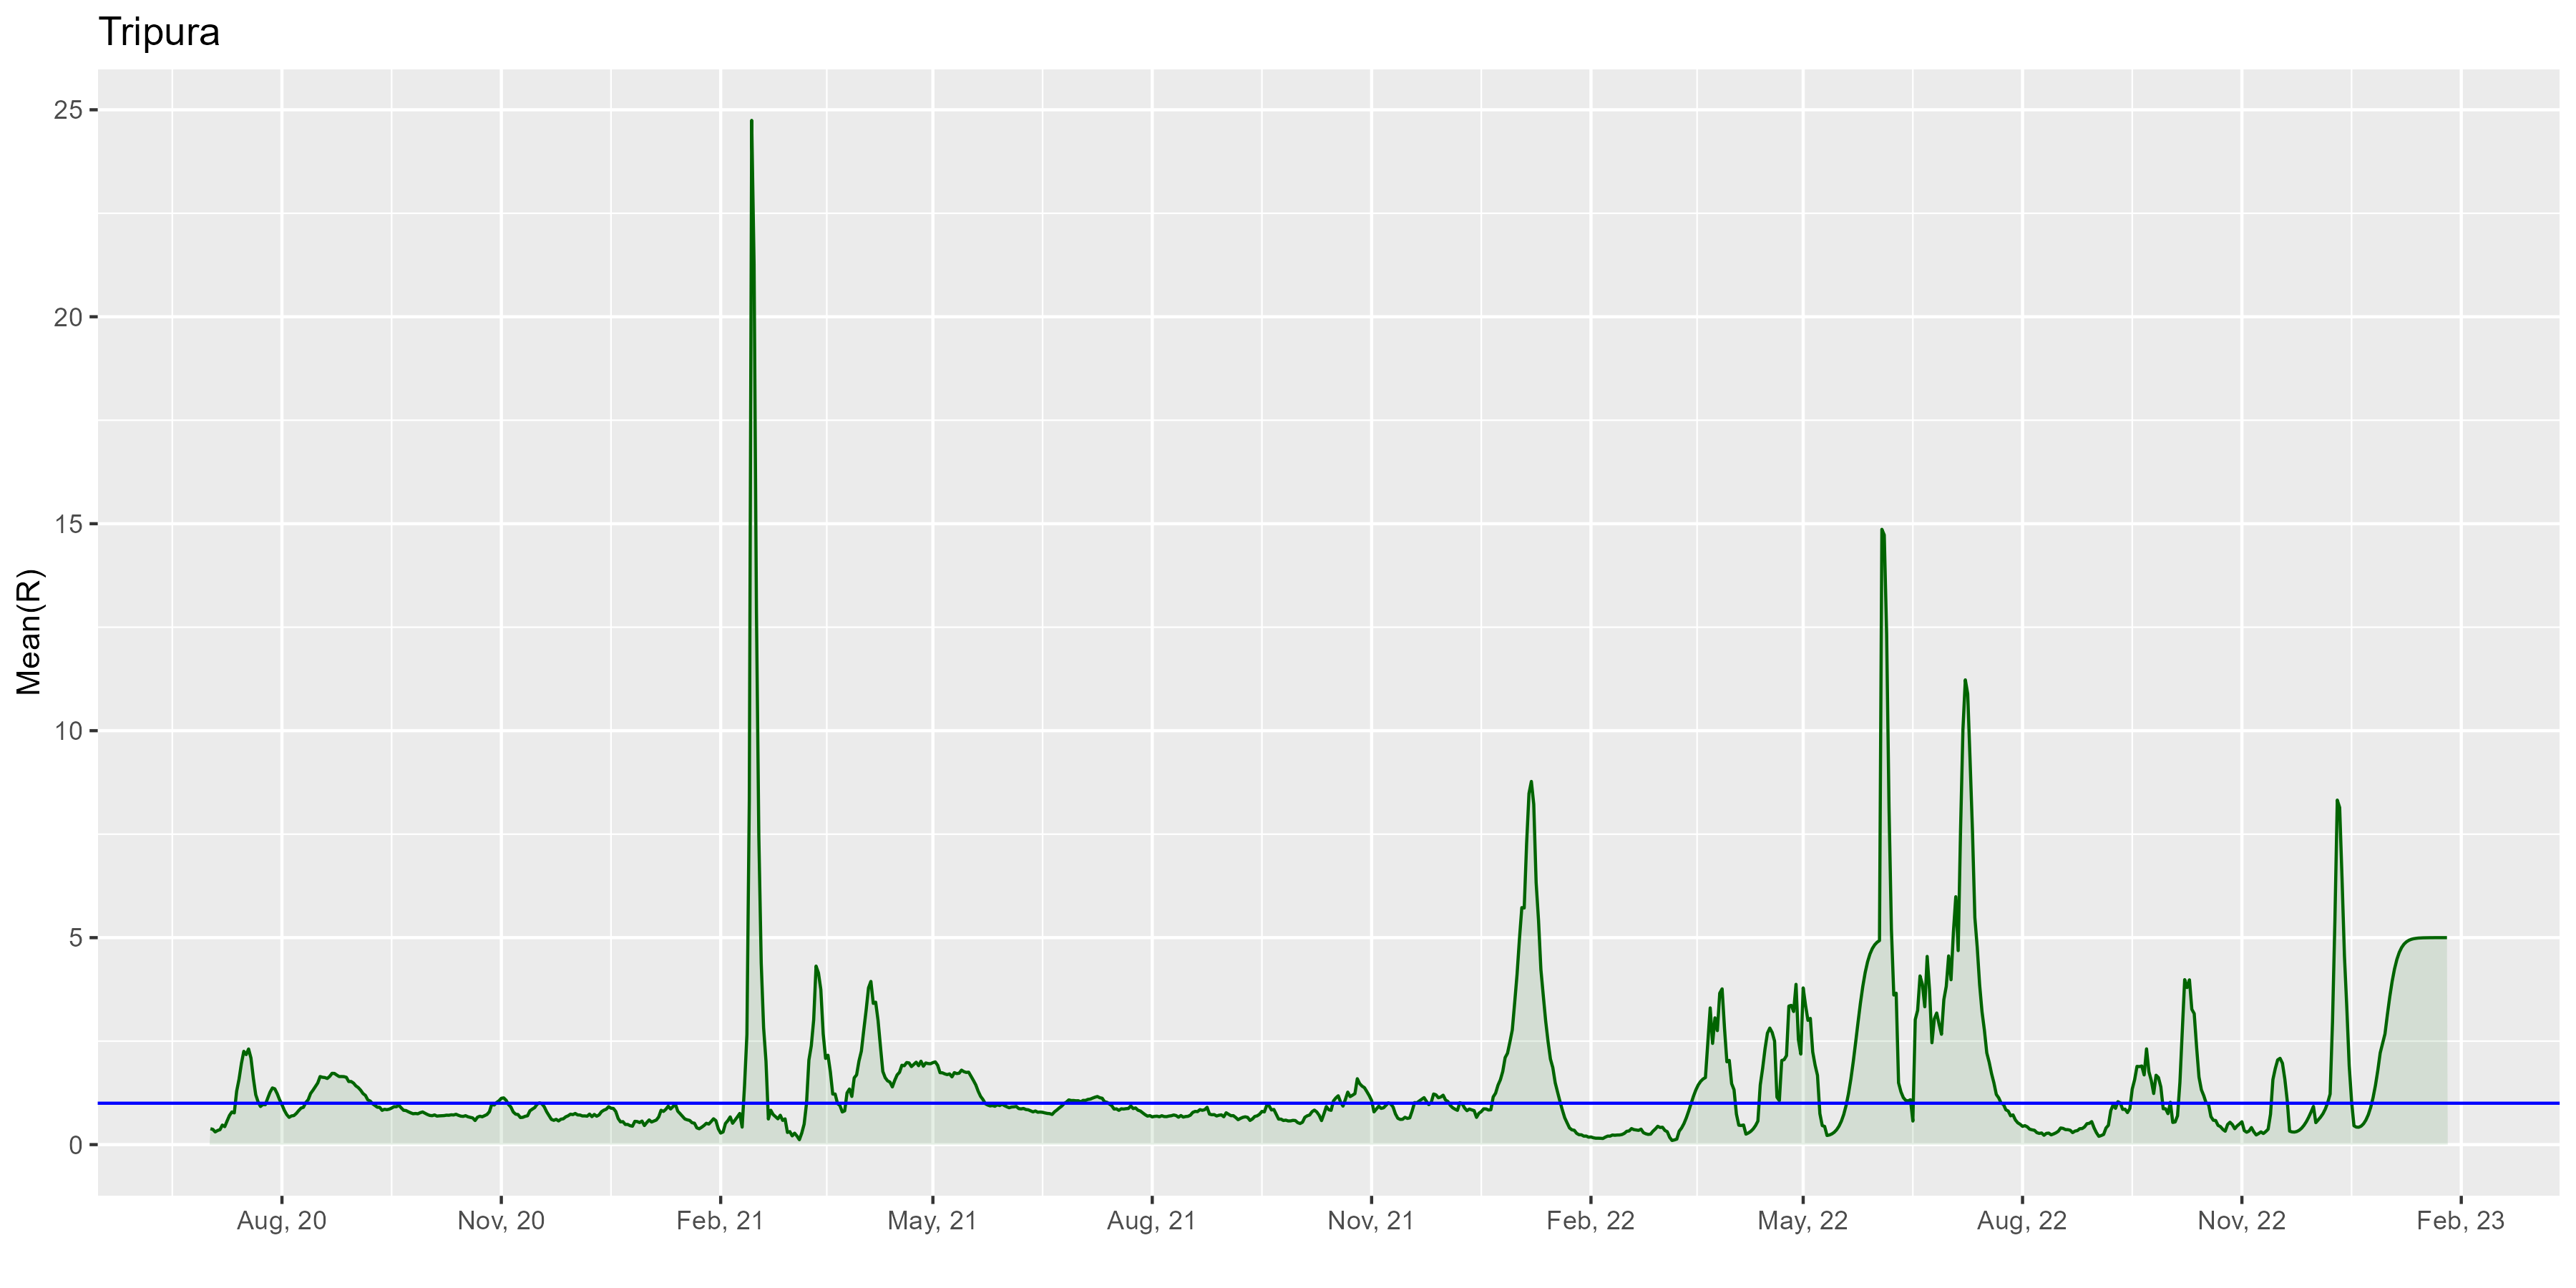 Tripura
Mean(R)
25
20
15
10
5
0
Aug, 20
Nov, 20
Feb, 21
May, 21
Aug, 21
Nov, 21
Feb, 22
May, 22
Aug, 22
Nov, 22
Feb, 23